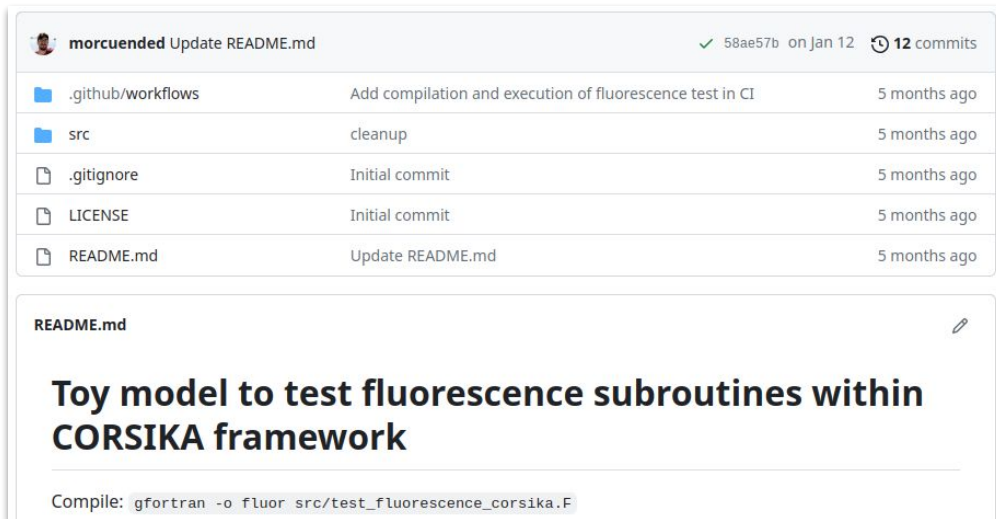 morcuended Update README.md 58ae57b on Jan 12 12 commits
.github/workflows Add compilation and execution of fluorescence test in CI 5 months ago
src cleanup 5 months ago
.gitignore Initial commit 5 months ago
LICENSE Initial commit 5 months ago
README.md Update README.md 5 months ago
README.md
Toy model to test fluorescence subroutines within
CORSIKA framework
Compile: gfortran -o fluor src/test_fluorescence_corsika.F